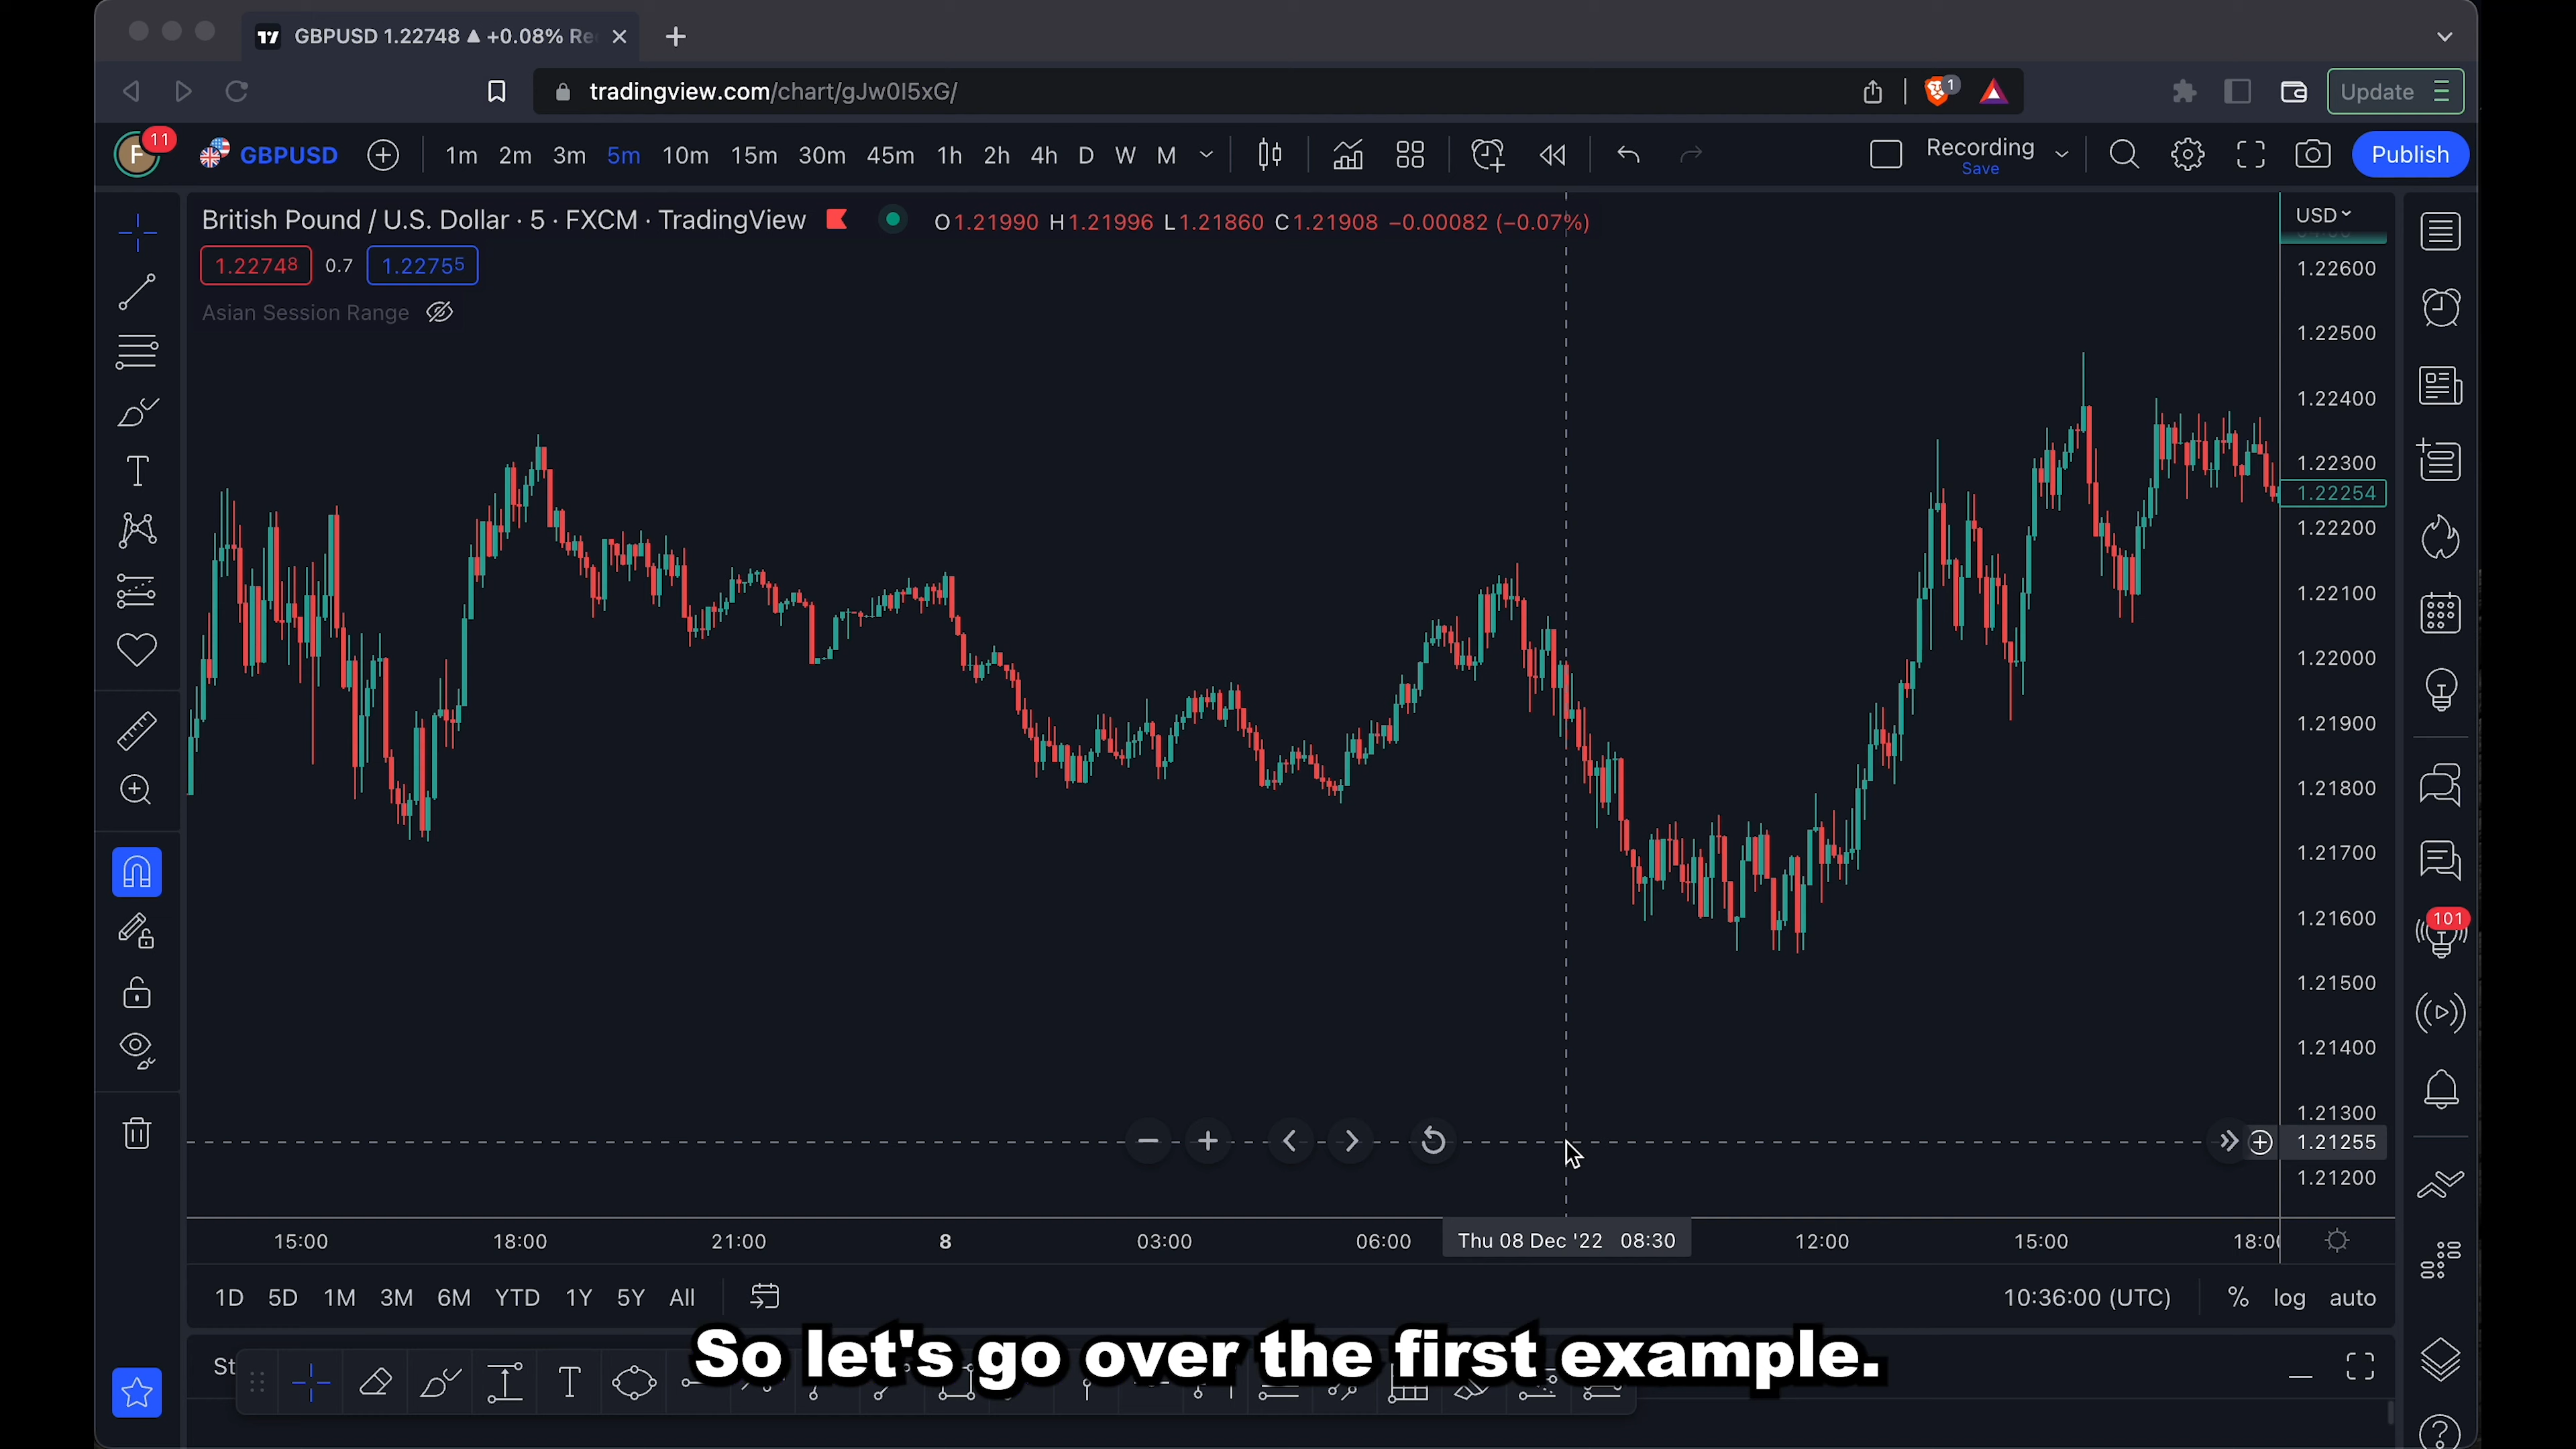 GBPUSD 1.22748 ▲ +0.08% Re
tradingview.com/chart/gJw0I5xG/
1
Update
11
F
GBPUSD
1m 2m 3m 5m 10m 15m 30m 45m 1h 2h 4h D W M
Recording
Save
Publish
British Pound / U.S. Dollar · 5 · FXCM · TradingView
O1.21990 H1.21996 L1.21860 C1.21908 −0.00082 (−0.07%)
USD
1.22748 0.7 1.22755
Asian Session Range
1.22600
1.22500
1.22400
1.22300
1.22254
1.22200
1.22100
1.22000
1.21900
1.21800
1.21700
1.21600
101
1.21500
1.21400
1.21300
1.21255
1.21200
15:00 18:00 21:00 8 03:00 06:00 Thu 08 Dec '22 08:30 12:00 15:00 18:0
1D 5D 1M 3M 6M YTD 1Y 5Y All
10:36:00 (UTC) % log auto
St
So let's go over the first example.